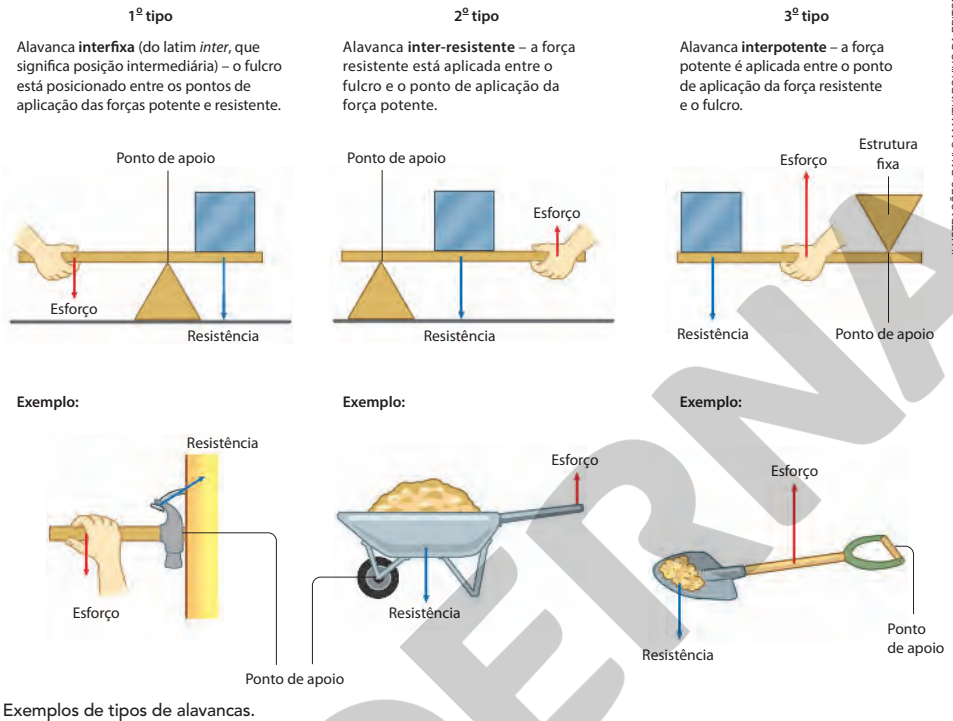 1º tipo
Alavanca interfixa (do latim inter, que
significa posição intermediária) – o fulcro
está posicionado entre os pontos de
aplicação das forças potente e resistente.
2º tipo
Alavanca inter-resistente – a força
resistente está aplicada entre o
fulcro e o ponto de aplicação da
força potente.
3º tipo
Alavanca interpotente – a força
potente é aplicada entre o ponto
de aplicação da força resistente
e o fulcro.
Ponto de apoio
Esforço
Resistência
Ponto de apoio
Esforço
Resistência
Esforço
Estrutura
fixa
Resistência
Ponto de apoio
Exemplo:
Resistência
Esforço
Exemplo:
Esforço
Resistência
Ponto de apoio
Exemplo:
Esforço
Resistência
Ponto
de apoio
Exemplos de tipos de alavancas.
DERNA